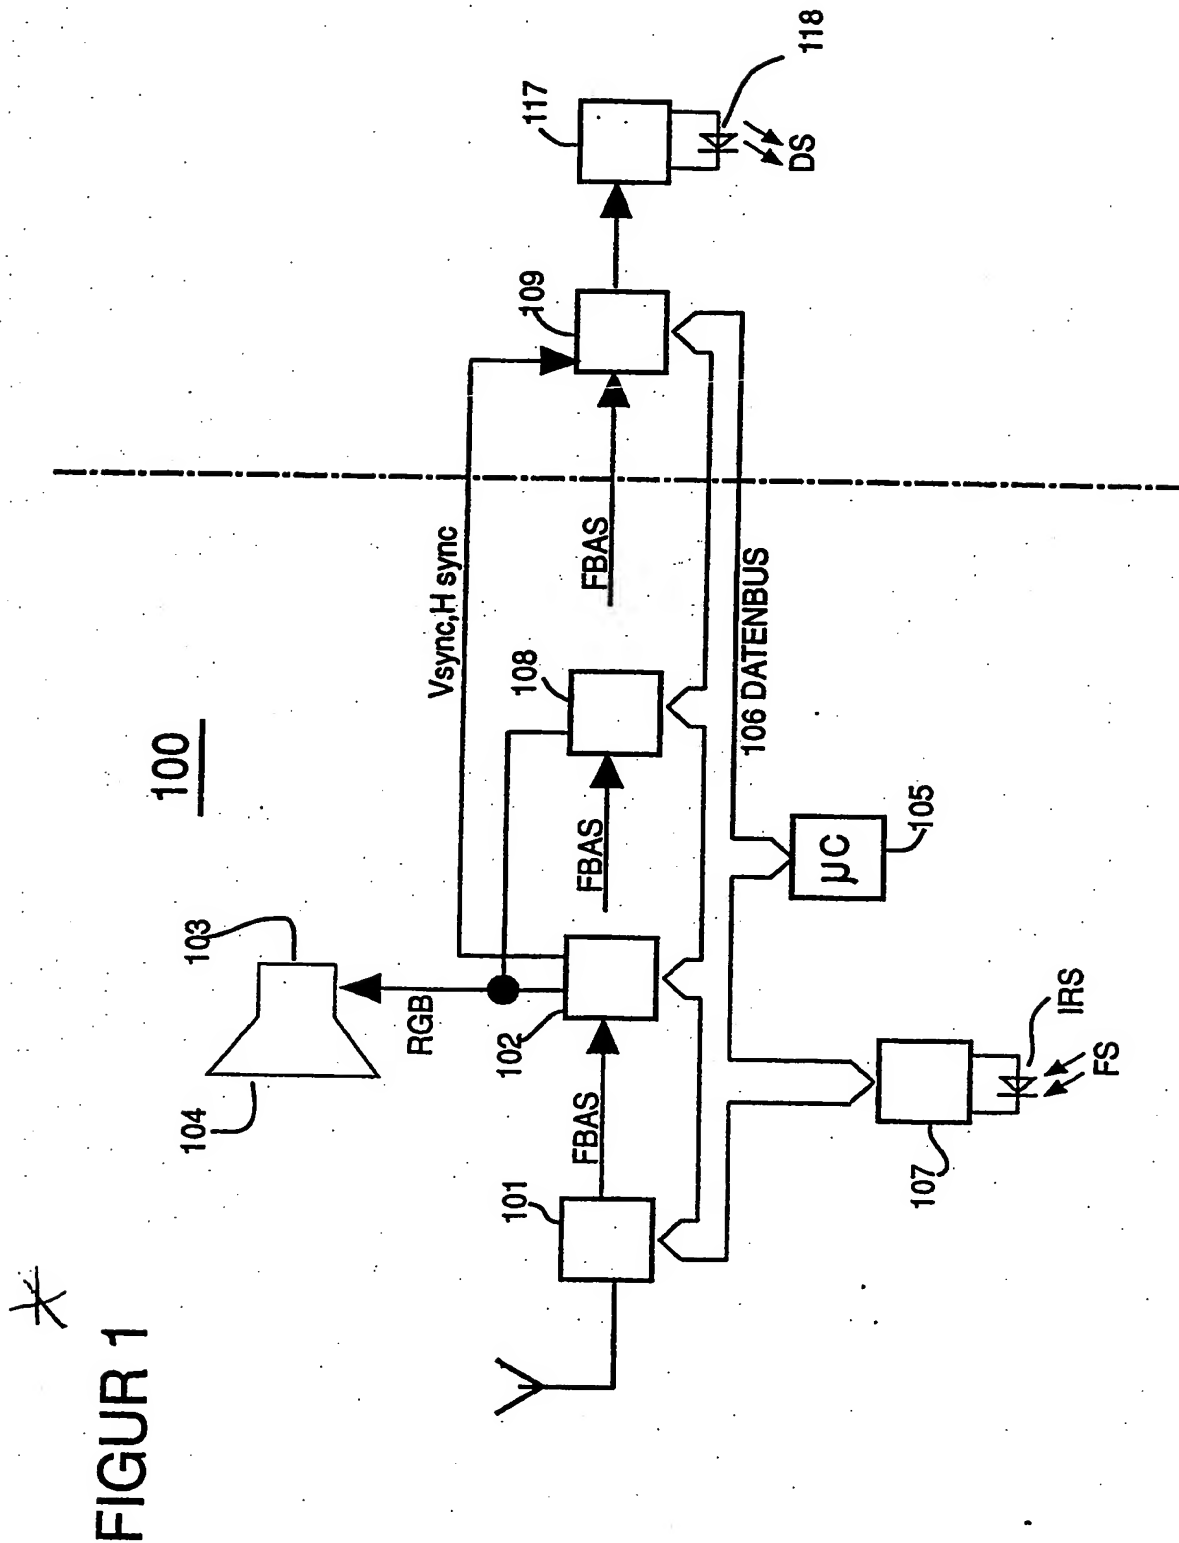 FIGUR 1
100
104
103
RGB
Vsync,H sync
101
FBAS
102
FBAS
108
FBAS
109
117
118
DS
106 DATENBUS
µC
105
107
IRS
FS